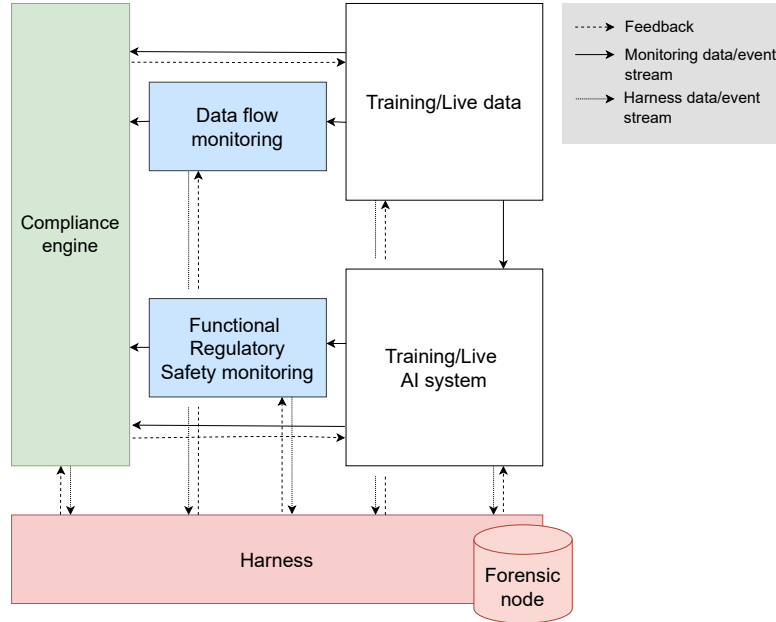 Feedback
Monitoring data/event
stream
Harness data/event
stream
Training/Live data
Data flow
monitoring
Compliance
engine
Functional
Regulatory
Safety monitoring
Training/Live
AI system
Harness
Forensic
node